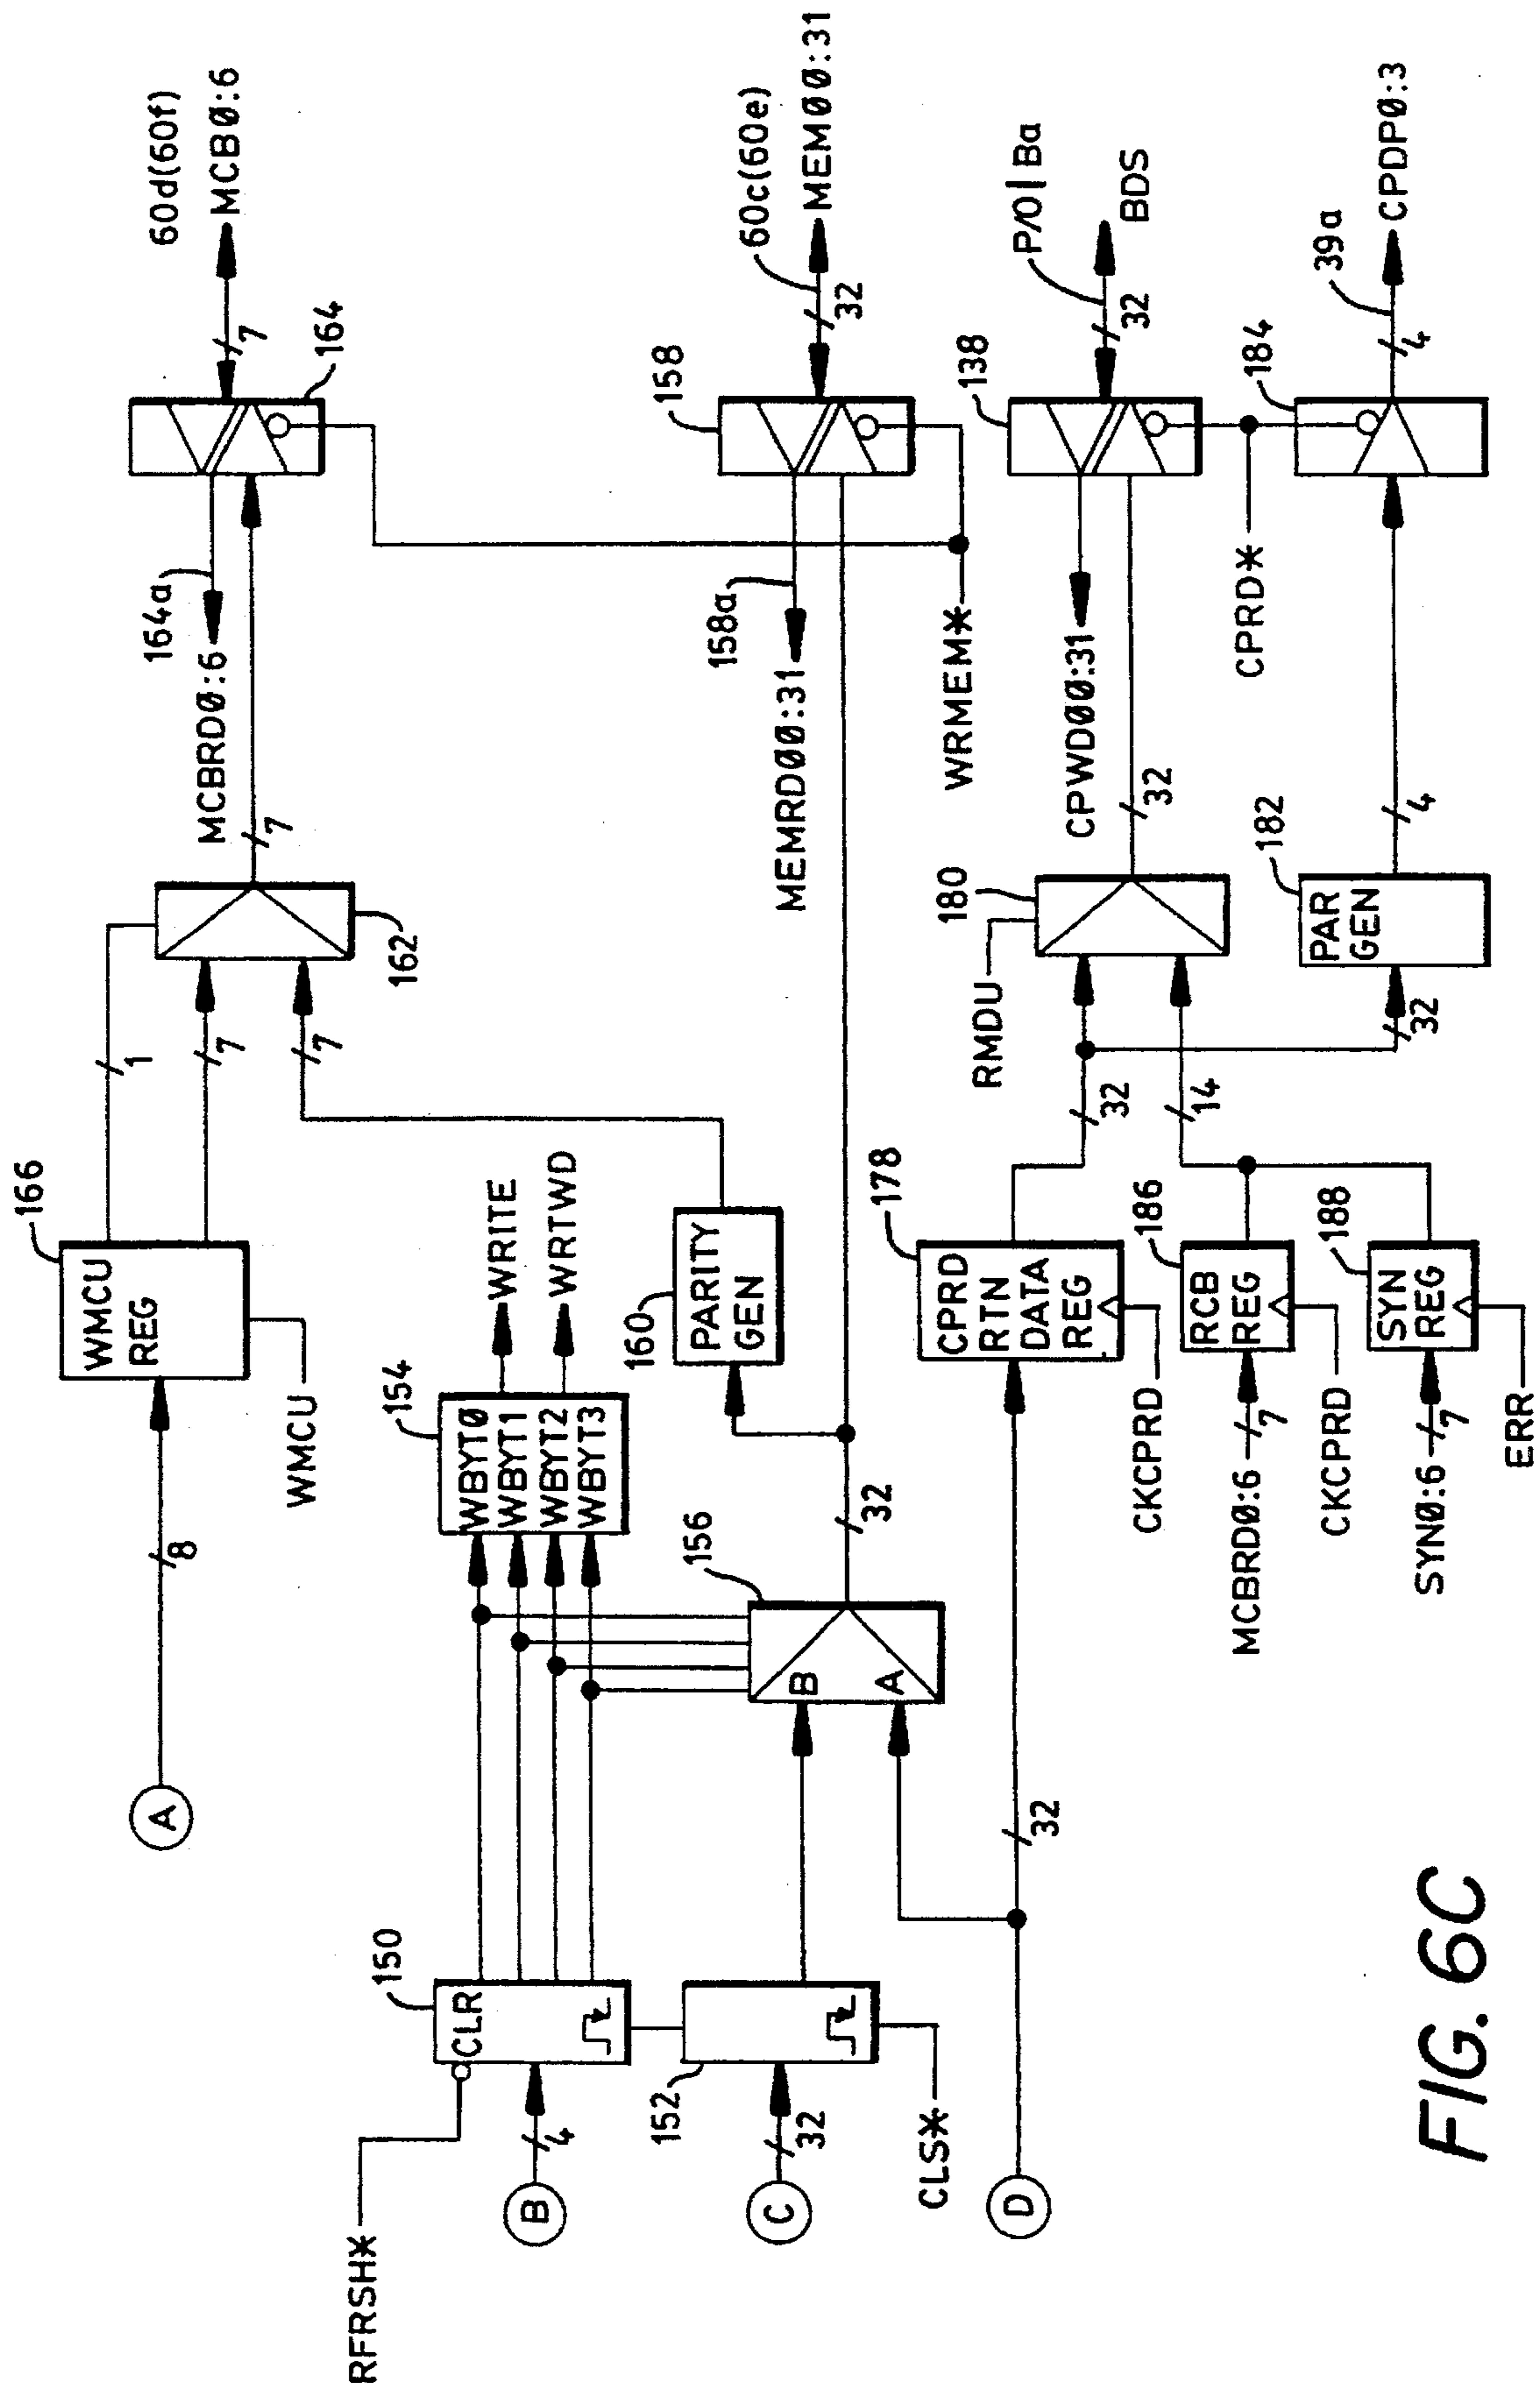 A
8
WMCU
REG
166
WMCU
1
7
7
162
7
MCBRD0:6
164a
164
7
60d(60f)
MCB0:6
RFRSH*
CLR
150
B
4
WBYT0
WBYT1
WBYT2
WBYT3
154
WRITE
WRTWD
C
32
152
CLS*
B
A
156
32
PARITY
GEN
160
MEMRD00:31
158a
158
WRMEM*
60c(60e)
32
MEM00:31
D
32
CPRD
RTN
DATA
REG
178
CKCPRD
32
RMDU
180
32
CPWD00:31
138
P/O
Ba
32
BDS
MCBRD0:6
7
RCB
REG
186
CKCPRD
14
CPRD*
SYN0:6
7
SYN
REG
188
ERR
32
PAR
GEN
182
4
184
39a
4
CPDP0:3
FIG. 6C